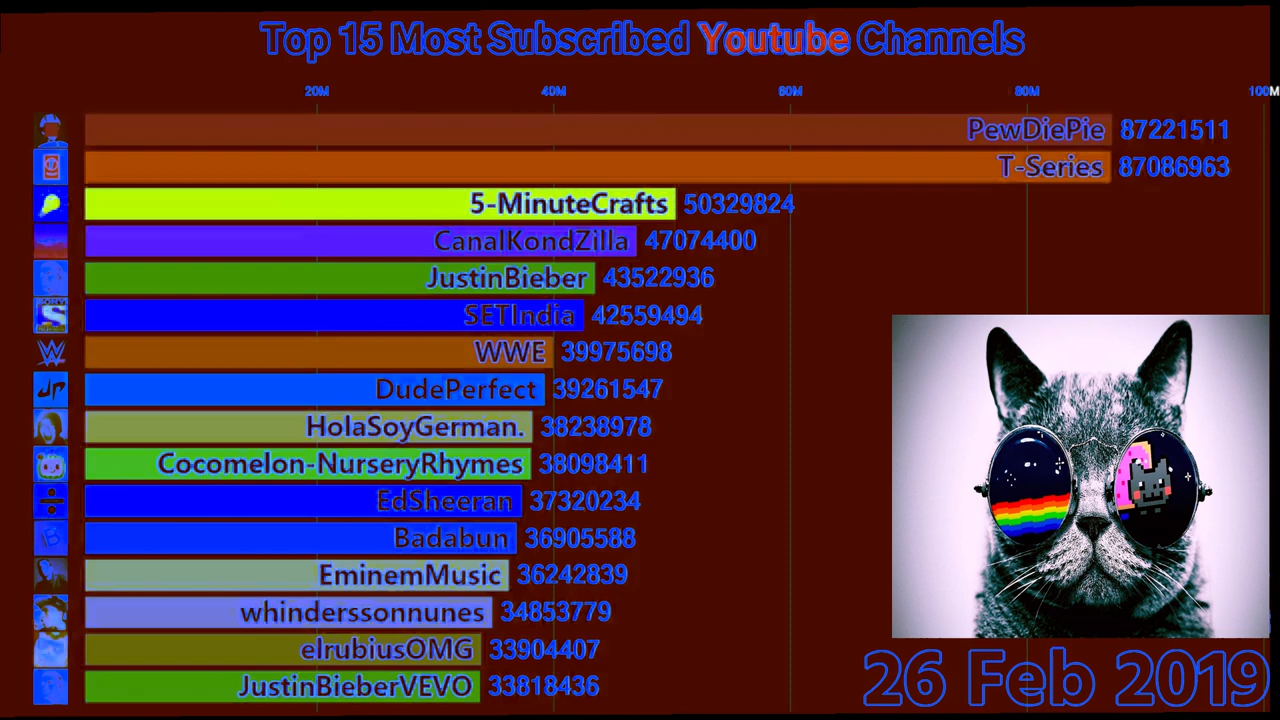 Top 15 Most Subscribed Youtube Channels
20M 40M 60M 80M 100M
PewDiePie 87221511
T-Series 87086963
5-MinuteCrafts 50329824
CanalKondZilla 47074400
JustinBieber 43522936
SETIndia 42559494
WWE 39975698
DudePerfect 39261547
HolaSoyGerman. 38238978
Cocomelon-NurseryRhymes 38098411
EdSheeran 37320234
Badabun 36905588
EminemMusic 36242839
whinderssonnunes 34853779
elrubiusOMG 33904407
JustinBieberVEVO 33818436
26 Feb 2019